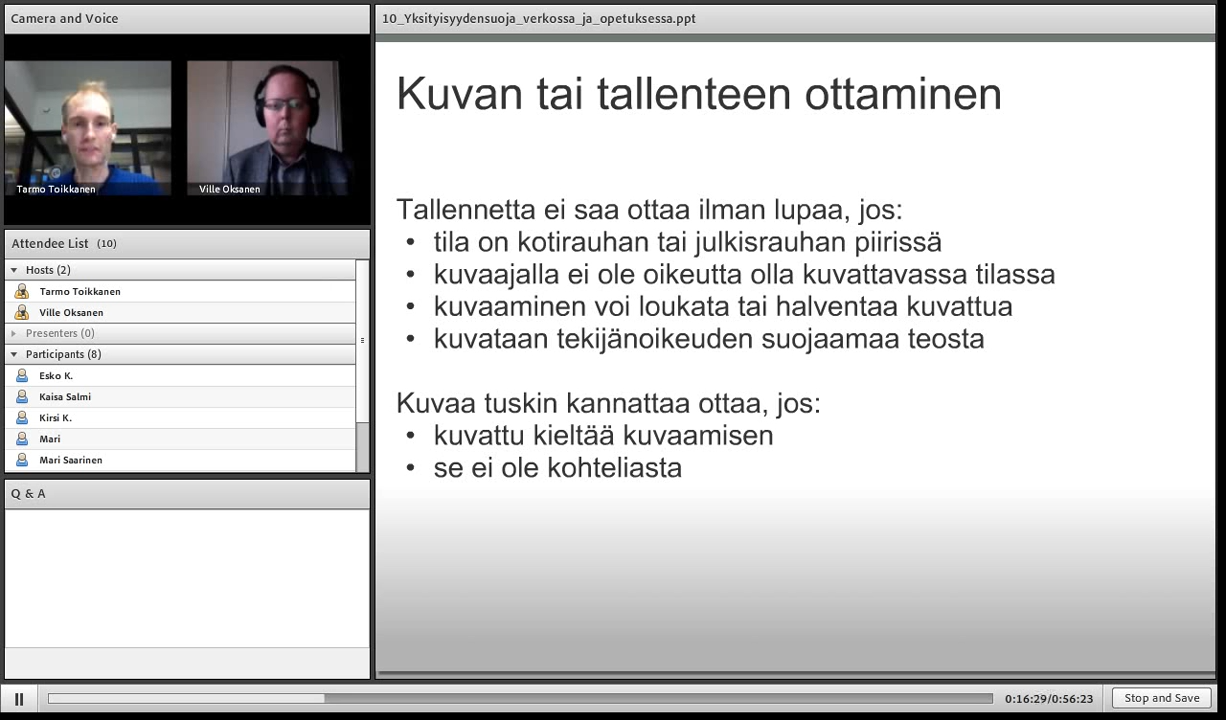 Camera and Voice
Tarmo Toikkanen
Ville Oksanen
Attendee List (10)
Hosts (2)
Tarmo Toikkanen
Ville Oksanen
Presenters (0)
Participants (8)
Esko K.
Kaisa Salmi
Kirsi K.
Mari
Mari Saarinen
Q & A
10_Yksityisyydensuoja_verkossa_ja_opetuksessa.ppt
Kuvan tai tallenteen ottaminen
Tallennetta ei saa ottaa ilman lupaa, jos:
• tila on kotirauhan tai julkisrauhan piirissä
• kuvaajalla ei ole oikeutta olla kuvattavassa tilassa
• kuvaaminen voi loukata tai halventaa kuvattua
• kuvataan tekijänoikeuden suojaamaa teosta
Kuvaa tuskin kannattaa ottaa, jos:
• kuvattu kieltää kuvaamisen
• se ei ole kohteliasta
0:16:29/0:56:23
Stop and Save